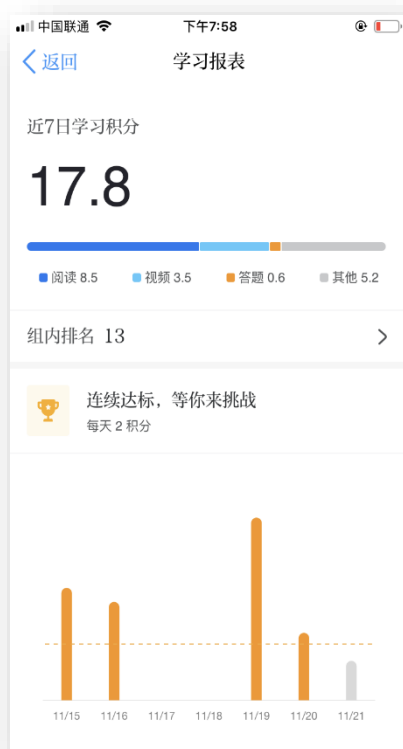 中国联通 下午7:58
返回 学习报表
近7日学习积分
17.8
阅读 8.5 视频 3.5 答题 0.6 其他 5.2
组内排名 13
连续达标，等你来挑战
每天 2 积分
11/15 11/16 11/17 11/18 11/19 11/20 11/21